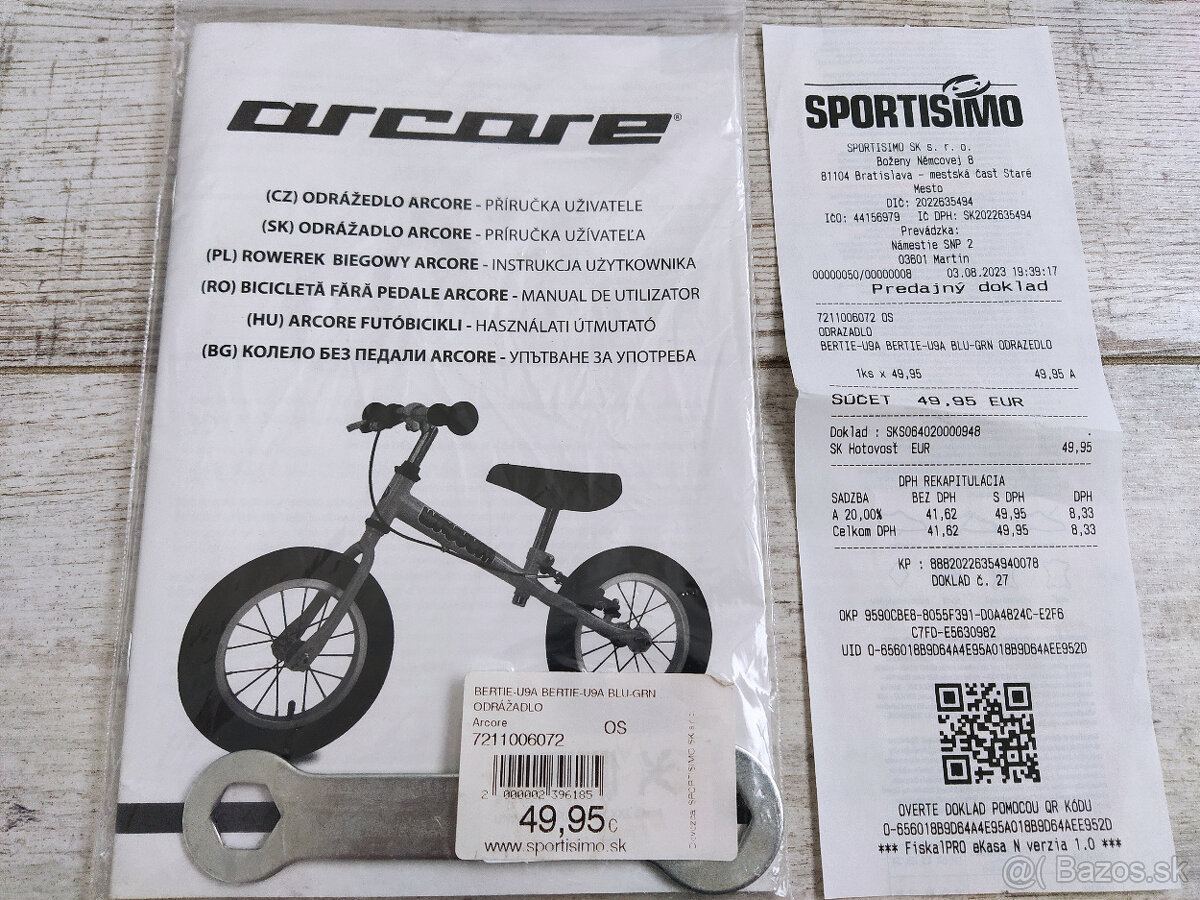 arcore®
(CZ) ODRÁŽEDLO ARCORE - PŘÍRUČKA UŽIVATELE
(SK) ODRÁŽADLO ARCORE - PRÍRUČKA UŽÍVATEĽA
(PL) ROWEREK BIEGOWY ARCORE - INSTRUKCJA UŻYTKOWNIKA
(RO) BICICLETĂ FĂRĂ PEDALE ARCORE - MANUAL DE UTILIZATOR
(HU) ARCORE FUTÓBICIKLI - HASZNÁLATI ÚTMUTATÓ
(BG) КОЛЕЛО БЕЗ ПЕДАЛИ ARCORE - УПЪТВАНЕ ЗА УПОТРЕБА
BERTIE-U9A BERTIE-U9A BLU-GRN
ODRÁŽADLO
Arcore
7211006072 OS
2 000002 396185
49,95€
www.sportisimo.sk
Dovozca: SPORTISIMO SK s.r.o.
SPORTISIMO
SPORTISIMO SK s. r. o.
Boženy Němcovej 8
81104 Bratislava - mestská časť Staré
Mesto
DIČ: 2022635494
IČO: 44156979 IČ DPH: SK2022635494
Prevádzka:
Námestie SNP 2
03601 Martin
00000050/00000008 03.08.2023 19:39:17
Predajný doklad
7211006072 OS
ODRAZADLO
BERTIE-U9A BERTIE-U9A BLU-GRN ODRAZEDLO
1ks x 49,95 49,95 A
SÚČET 49.95 EUR
Doklad : SKS064020000948
SK Hotovosť EUR 49,95
DPH REKAPITULÁCIA
SADZBA BEZ DPH S DPH DPH
A 20,00% 41,62 49,95 8,33
Celkom DPH 41,62 49,95 8,33
KP : 88820226354940078
DOKLAD č. 27
OKP 9590CBE8-8055F391-D0A4824C-E2F6
C7FD-E5630982
UID O-656018B9D64A4E95A018B9D64AEE952D
OVERTE DOKLAD POMOCOU QR KÓDU
O-656018B9D64A4E95A018B9D64AEE952D
*** FiskalPRO eKasa N verzia 1.0 ***
@( Bazos.sk